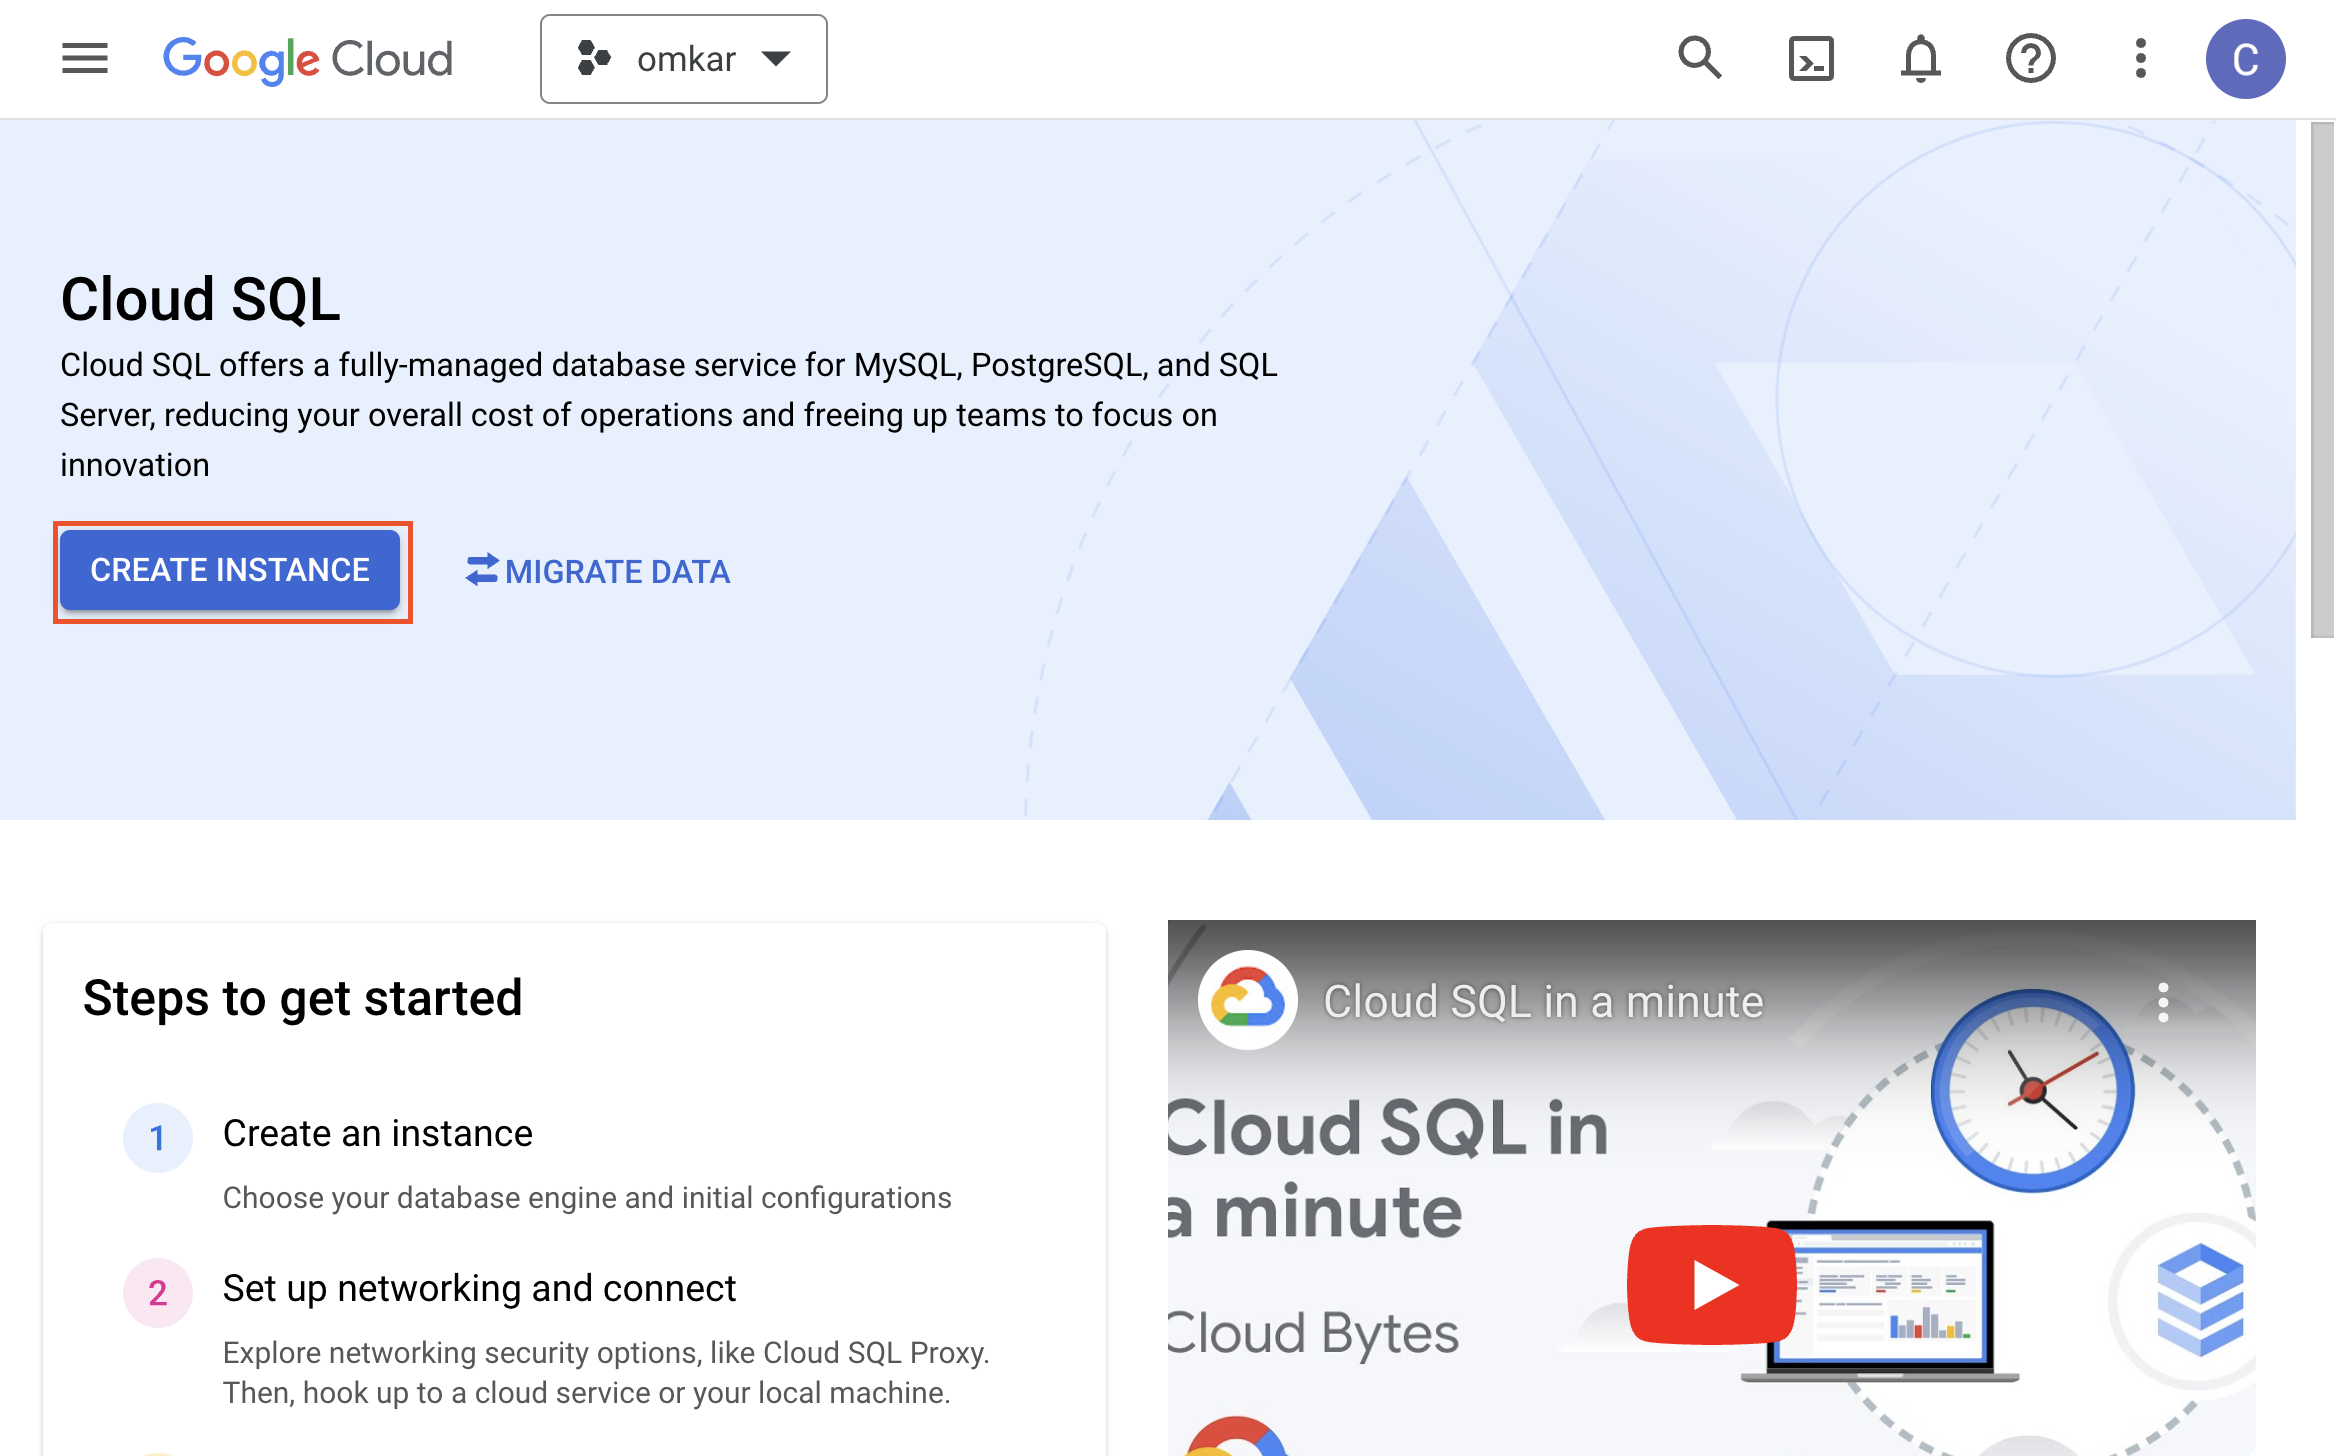 Google Cloud
omkar
C
Cloud SQL
Cloud SQL offers a fully-managed database service for MySQL, PostgreSQL, and SQL
Server, reducing your overall cost of operations and freeing up teams to focus on
innovation
CREATE INSTANCE
MIGRATE DATA
Steps to get started
1
Create an instance
Choose your database engine and initial configurations
2
Set up networking and connect
Explore networking security options, like Cloud SQL Proxy.
Then, hook up to a cloud service or your local machine.
Cloud SQL in a minute
Cloud SQL in
a minute
Cloud Bytes